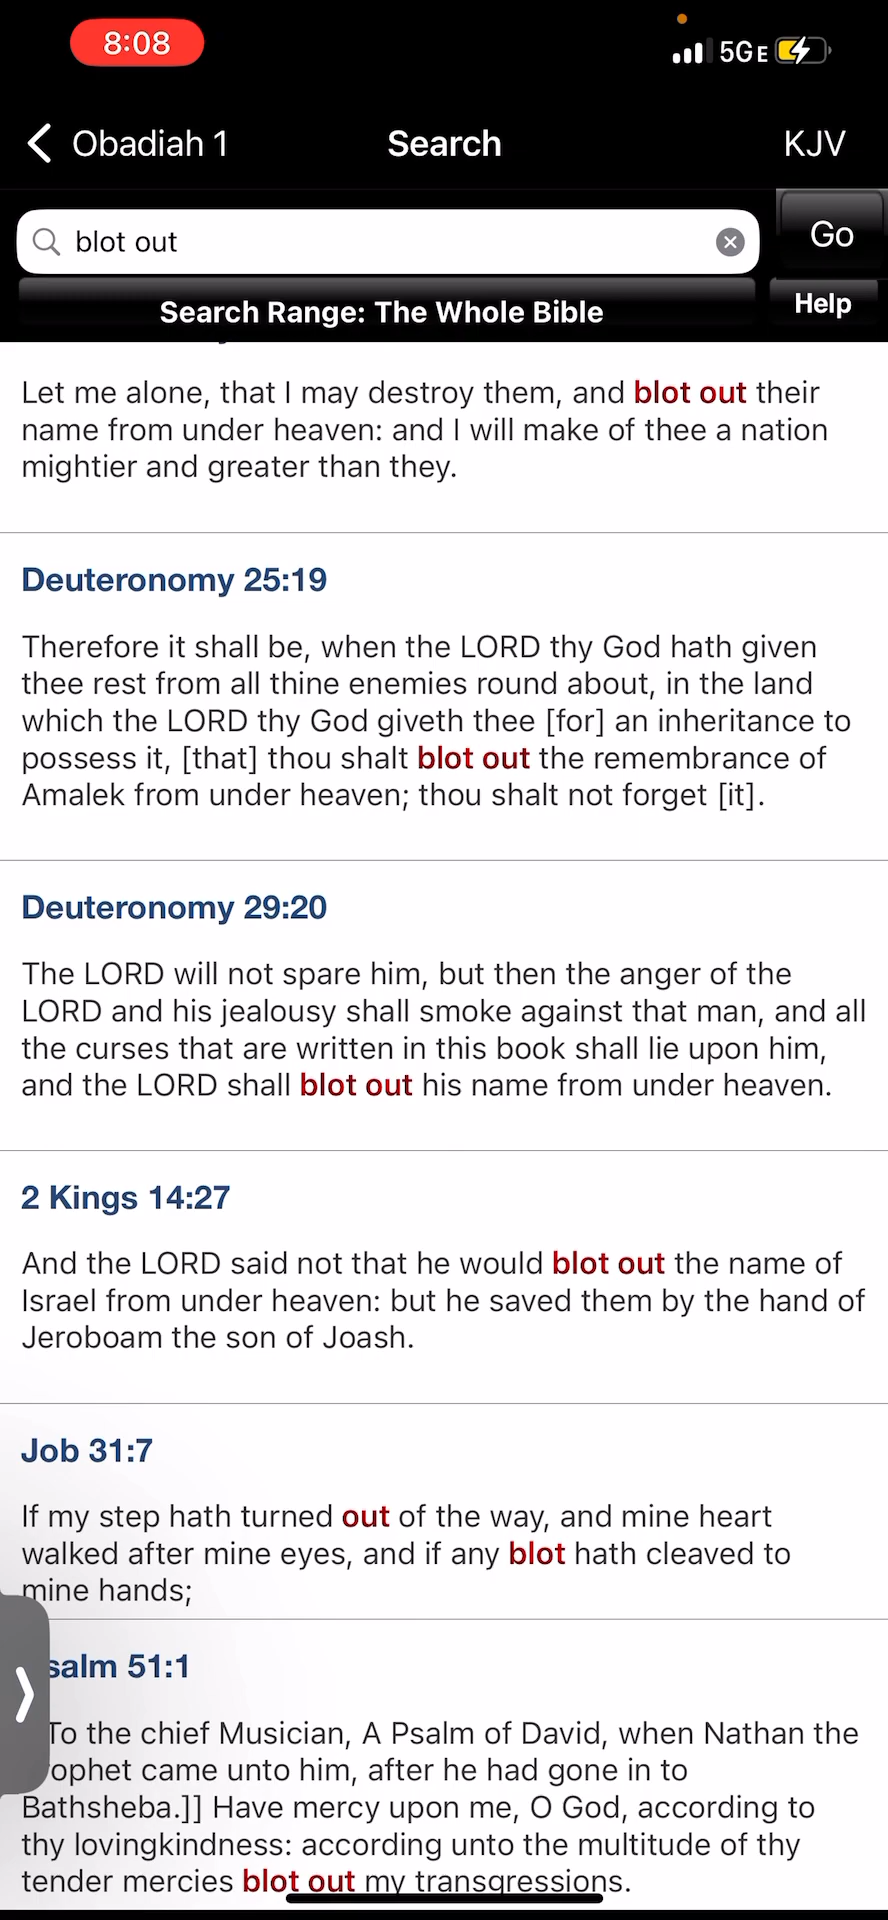 8:08
5GE
Obadiah 1
Search
KJV
blot out
Go
Search Range: The Whole Bible
Help
Let me alone, that I may destroy them, and blot out their
name from under heaven: and I will make of thee a nation
mightier and greater than they.
Deuteronomy 25:19
Therefore it shall be, when the LORD thy God hath given
thee rest from all thine enemies round about, in the land
which the LORD thy God giveth thee [for] an inheritance to
possess it, [that] thou shalt blot out the remembrance of
Amalek from under heaven; thou shalt not forget [it].
Deuteronomy 29:20
The LORD will not spare him, but then the anger of the
LORD and his jealousy shall smoke against that man, and all
the curses that are written in this book shall lie upon him,
and the LORD shall blot out his name from under heaven.
2 Kings 14:27
And the LORD said not that he would blot out the name of
Israel from under heaven: but he saved them by the hand of
Jeroboam the son of Joash.
Job 31:7
If my step hath turned out of the way, and mine heart
walked after mine eyes, and if any blot hath cleaved to
mine hands;
salm 51:1
To the chief Musician, A Psalm of David, when Nathan the
ophet came unto him, after he had gone in to
Bathsheba.]] Have mercy upon me, O God, according to
thy lovingkindness: according unto the multitude of thy
tender mercies blot out my transgressions.